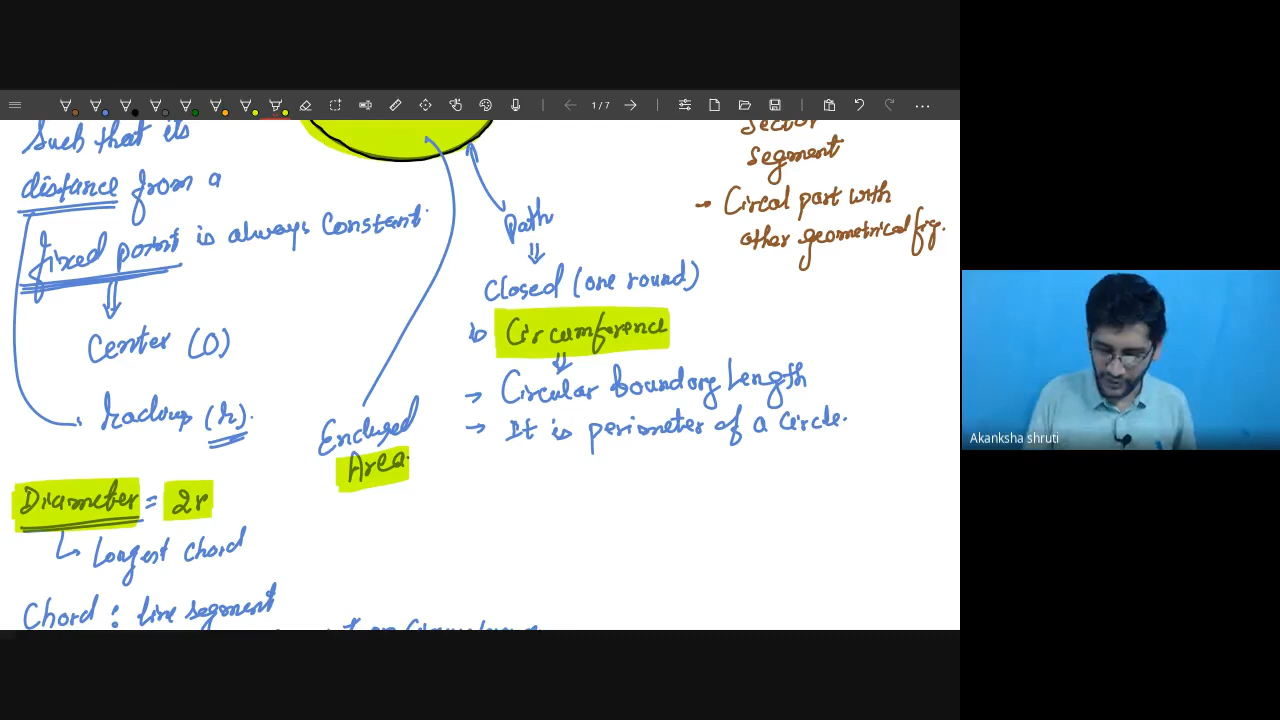 1/7
Such that its
distance from a
fixed point is always constant.
Center (O)
radius (r).
Diameter = 2r
Longest chord
Chord : line segment
Path
Closed (one round)
is Circumference
→ Circular boundary Length
→ It is perimeter of a circle.
Enclosed
Area.
Sector
Segment
→ Circal part with
other geometrical fig.
Akanksha shruti